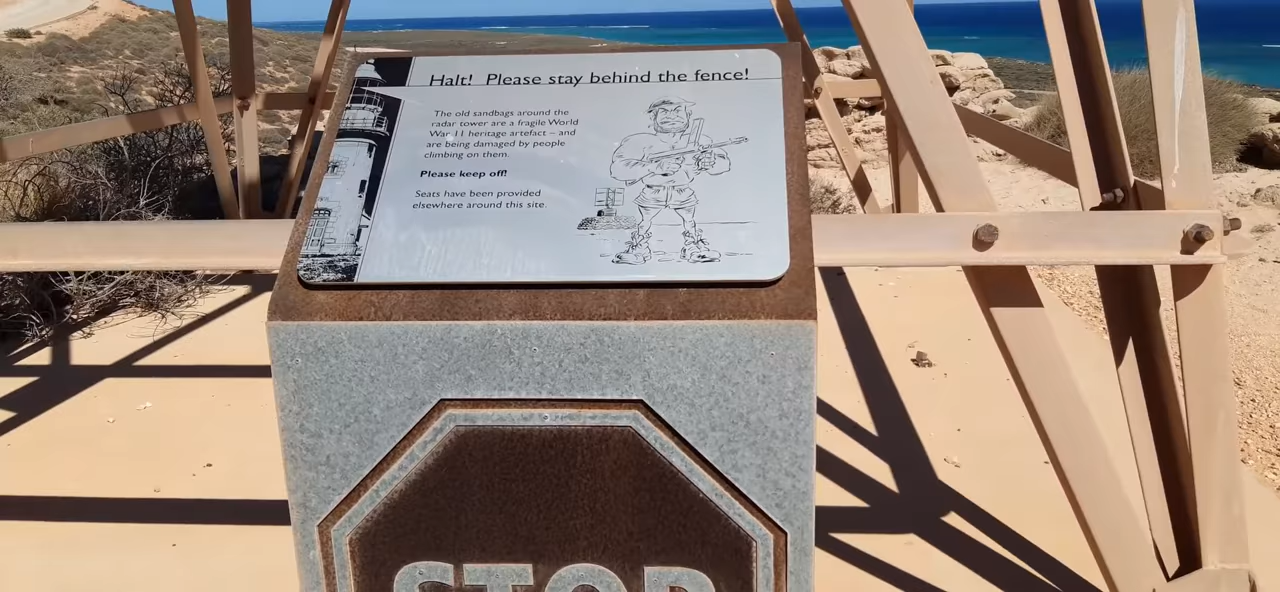 Halt! Please stay behind the fence!
The old sandbags around the
radar tower are a fragile World
War II heritage artefact – and
are being damaged by people
climbing on them.
Please keep off!
Seats have been provided
elsewhere around this site.
STOP